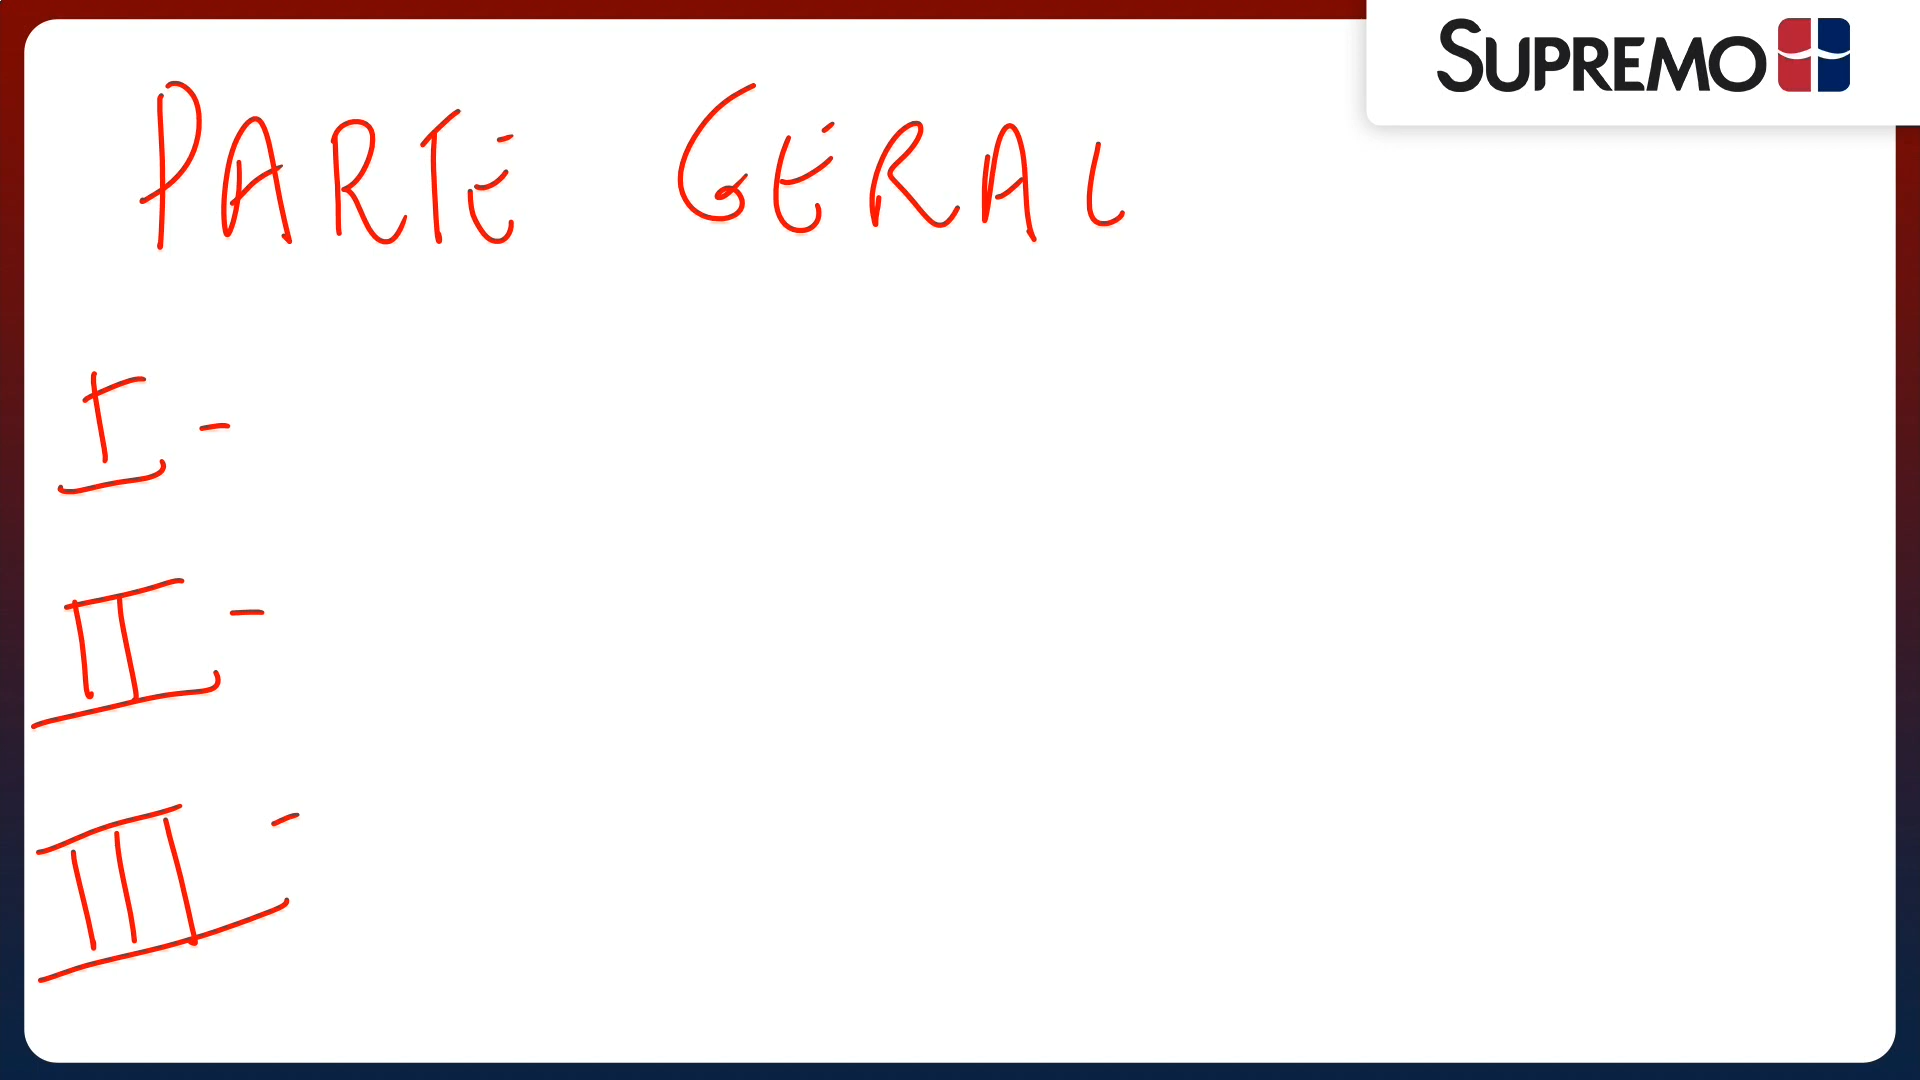 SUPREMO
PARTE GERAL
I -
II -
III -